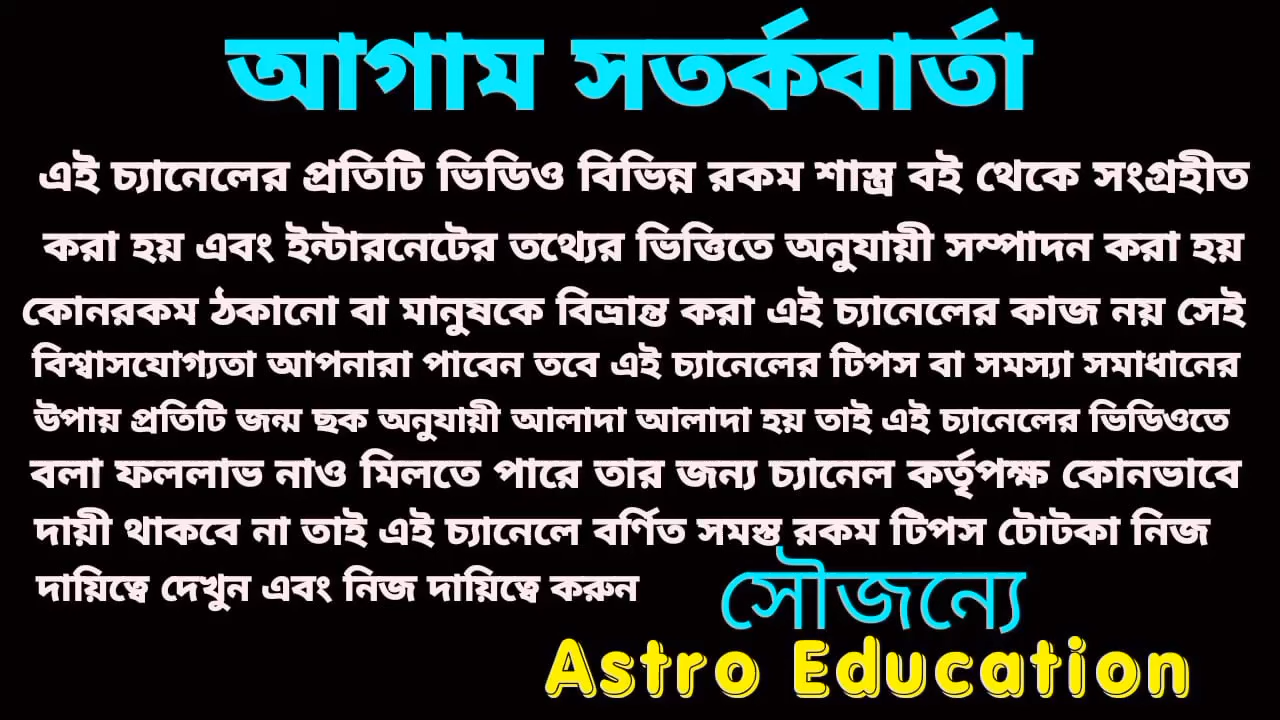 আগাম সতর্কবার্তা
এই চ্যানেলের প্রতিটি ভিডিও বিভিন্ন রকম শাস্ত্র বই থেকে সংগ্রহীত
করা হয় এবং ইন্টারনেটের তথ্যের ভিত্তিতে অনুযায়ী সম্পাদন করা হয়
কোনরকম ঠকানো বা মানুষকে বিভ্রান্ত করা এই চ্যানেলের কাজ নয় সেই
বিশ্বাসযোগ্যতা আপনারা পাবেন তবে এই চ্যানেলের টিপস বা সমস্যা সমাধানের
উপায় প্রতিটি জন্ম ছক অনুযায়ী আলাদা আলাদা হয় তাই এই চ্যানেলের ভিডিওতে
বলা ফললাভ নাও মিলতে পারে তার জন্য চ্যানেল কর্তৃপক্ষ কোনভাবে
দায়ী থাকবে না তাই এই চ্যানেলে বর্ণিত সমস্ত রকম টিপস টোটকা নিজ
দায়িত্বে দেখুন এবং নিজ দায়িত্বে করুন
সৌজন্যে
Astro Education